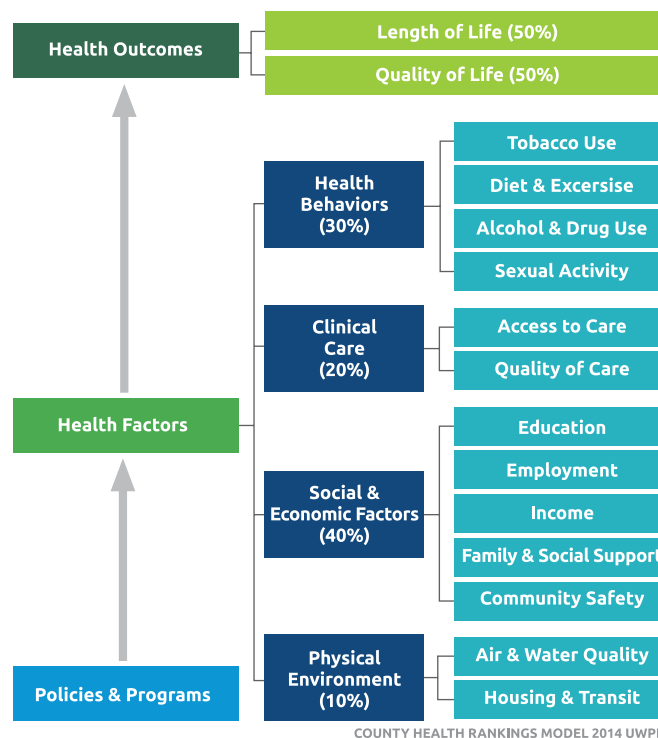 Health Outcomes
Length of Life (50%)
Quality of Life (50%)
Health
Behaviors
(30%)
Tobacco Use
Diet & Excersise
Alcohol & Drug Use
Sexual Activity
Clinical
Care
(20%)
Access to Care
Quality of Care
Health Factors
Social &
Economic Factors
(40%)
Education
Employment
Income
Family & Social Support
Community Safety
Physical
Environment
(10%)
Air & Water Quality
Housing & Transit
Policies & Programs
COUNTY HEALTH RANKINGS MODEL 2014